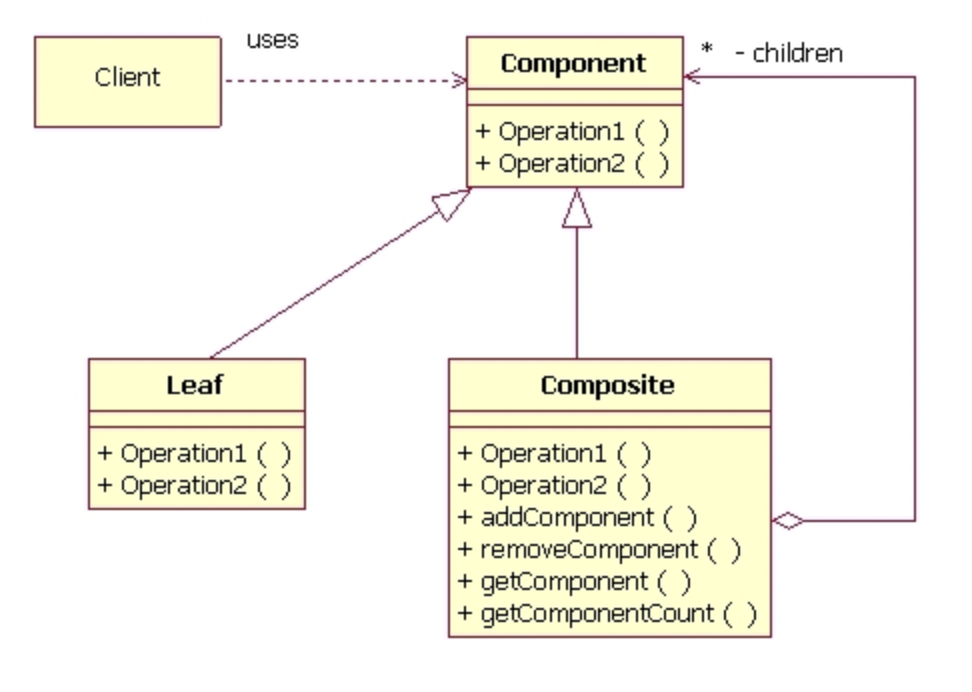 uses
Client
Component
* - children
+ Operation1 ( )
+ Operation2 ( )
Leaf
+ Operation1 ( )
+ Operation2 ( )
Composite
+ Operation1 ( )
+ Operation2 ( )
+ addComponent ( )
+ removeComponent ( )
+ getComponent ( )
+ getComponentCount ( )